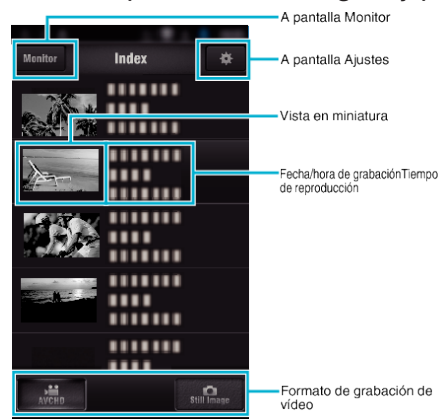 A pantalla Monitor
Monitor
Index
A pantalla Ajustes
Vista en miniatura
Fecha/hora de grabaciónTiempo
de reproducción
AVCHD
Still Image
Formato de grabación de
vídeo